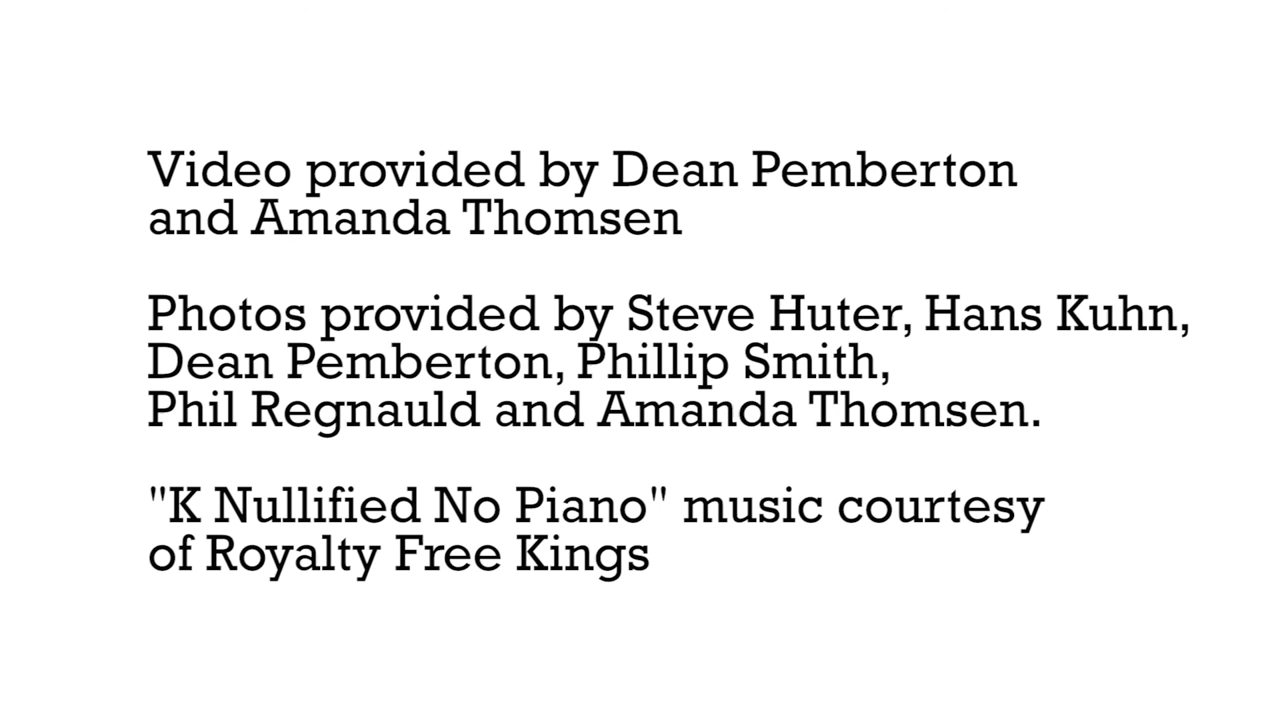 Video provided by Dean Pemberton
and Amanda Thomsen
Photos provided by Steve Huter, Hans Kuhn,
Dean Pemberton, Phillip Smith,
Phil Regnauld and Amanda Thomsen.
"K Nullified No Piano" music courtesy
of Royalty Free Kings